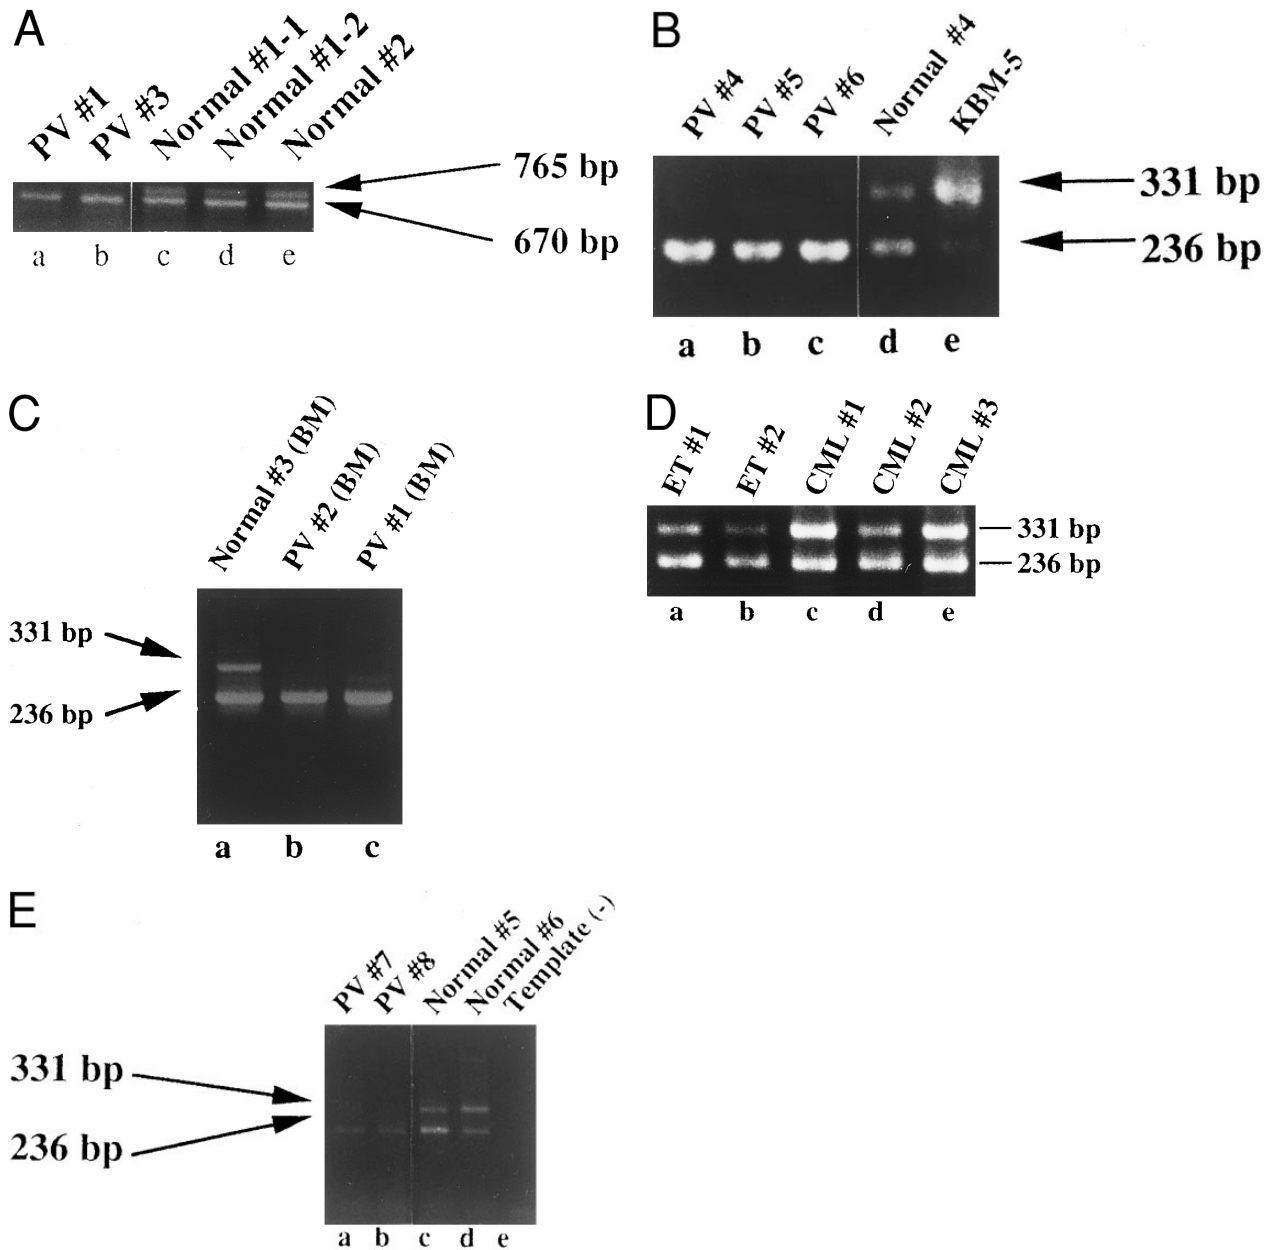 A
PV #1
PV #3
Normal #1-1
Normal #1-2
Normal #2
765 bp
670 bp
a b c d e
B
PV #4
PV #5
PV #6
Normal #4
KBM-5
331 bp
236 bp
a b c d e
C
Normal #3 (BM)
PV #2 (BM)
PV #1 (BM)
331 bp
236 bp
a b c
D
ET #1
ET #2
CML #1
CML #2
CML #3
331 bp
236 bp
a b c d e
E
PV #7
PV #8
Normal #5
Normal #6
Template (-)
331 bp
236 bp
a b c d e